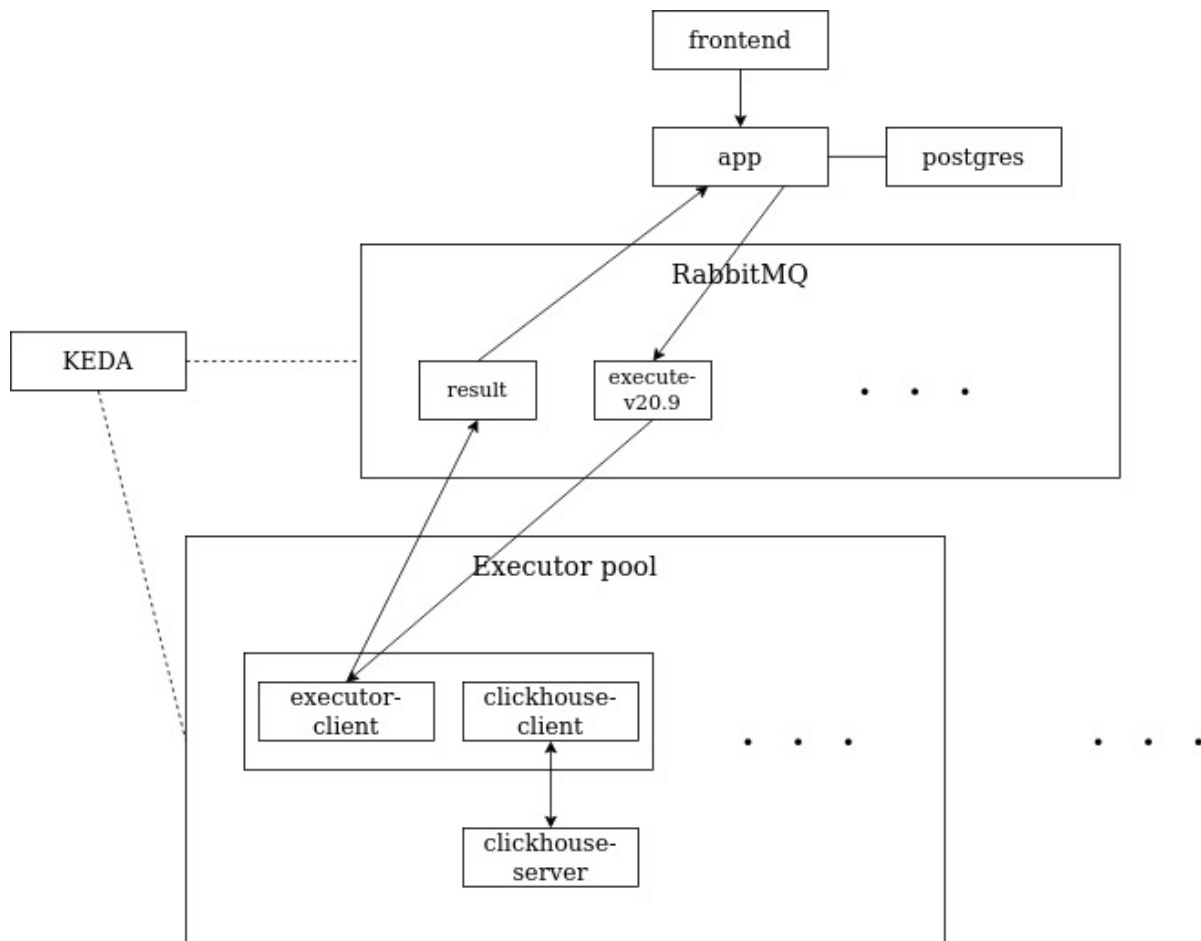 frontend
app
postgres
RabbitMQ
KEDA
result
execute-
v20.9
. . .
Executor pool
executor-
client
clickhouse-
client
. . .
. . .
clickhouse-
server